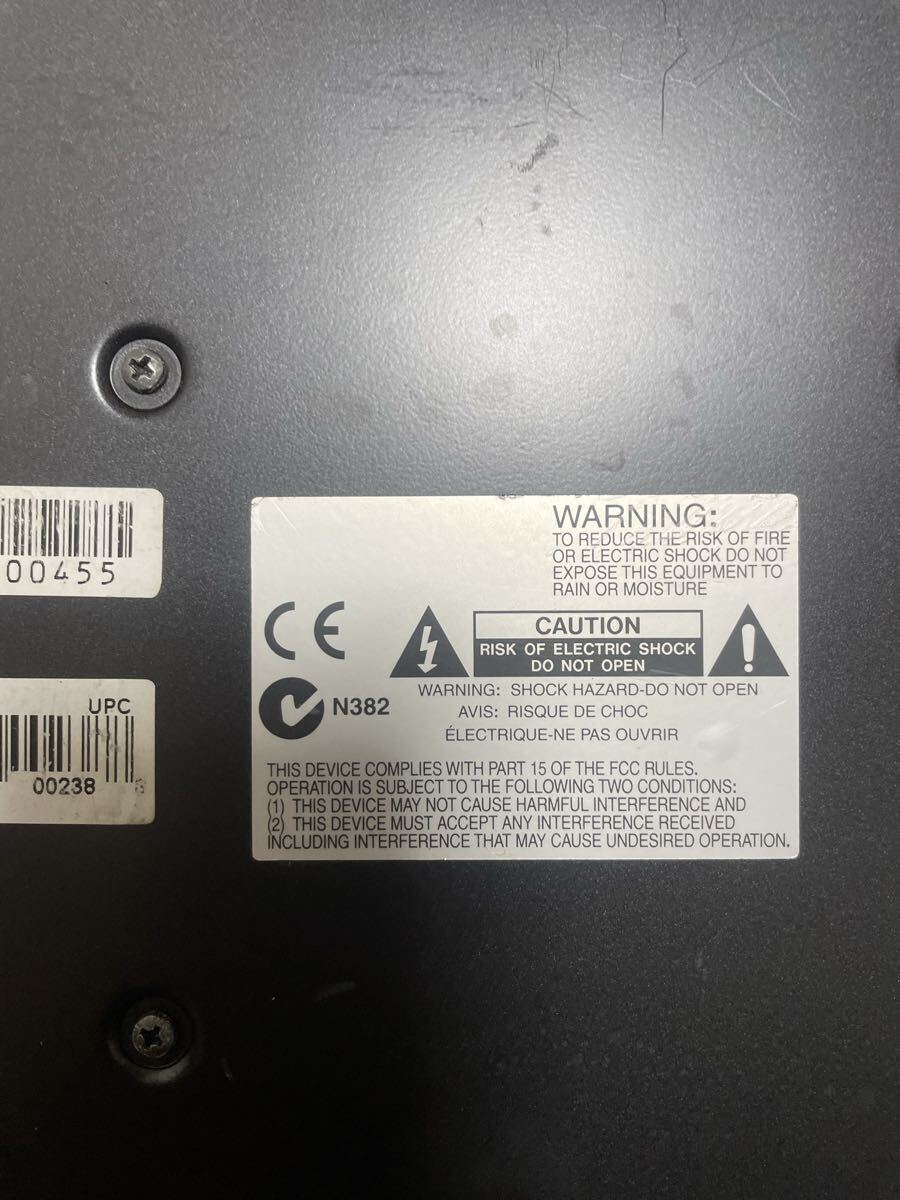 00455
UPC
00238
WARNING:
TO REDUCE THE RISK OF FIRE
OR ELECTRIC SHOCK DO NOT
EXPOSE THIS EQUIPMENT TO
RAIN OR MOISTURE
CE
N382
CAUTION
RISK OF ELECTRIC SHOCK
DO NOT OPEN
WARNING: SHOCK HAZARD-DO NOT OPEN
AVIS: RISQUE DE CHOC
ÉLECTRIQUE-NE PAS OUVRIR
THIS DEVICE COMPLIES WITH PART 15 OF THE FCC RULES.
OPERATION IS SUBJECT TO THE FOLLOWING TWO CONDITIONS:
(1) THIS DEVICE MAY NOT CAUSE HARMFUL INTERFERENCE AND
(2) THIS DEVICE MUST ACCEPT ANY INTERFERENCE RECEIVED
INCLUDING INTERFERENCE THAT MAY CAUSE UNDESIRED OPERATION.